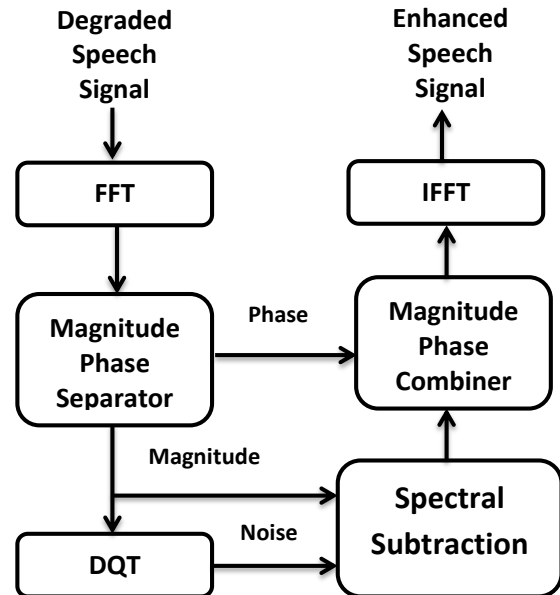 Degraded
Speech
Signal
Enhanced
Speech
Signal
FFT
IFFT
Magnitude
Phase
Separator
Phase
Magnitude
Phase
Combiner
Magnitude
Spectral
Subtraction
Noise
DQT